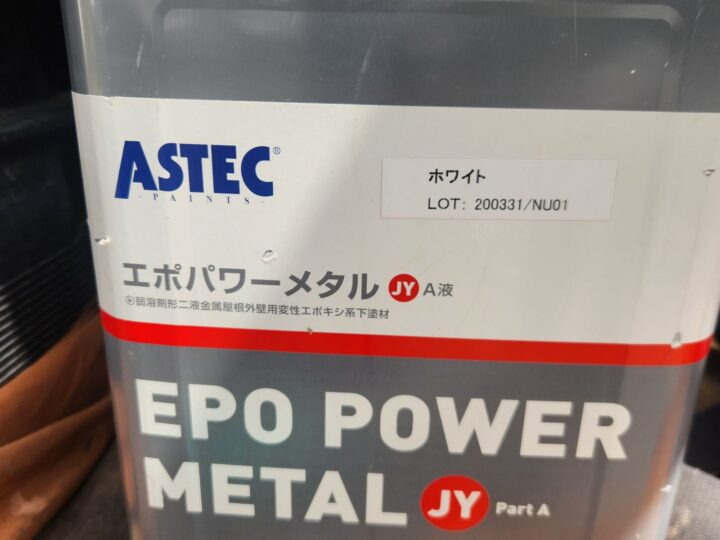 ASTEC®
PAINTS
ホワイト
LOT: 200331/NU01
エポパワーメタル JY A液
弱溶剤形二液金属屋根外壁用変性エポキシ系下塗材
EPO POWER
METAL JY Part A